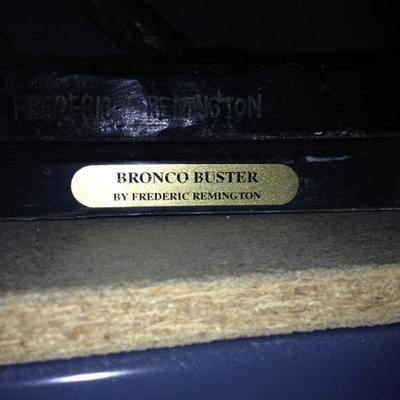 FREDERIC REMINGTON
BRONCO BUSTER
BY FREDERIC REMINGTON